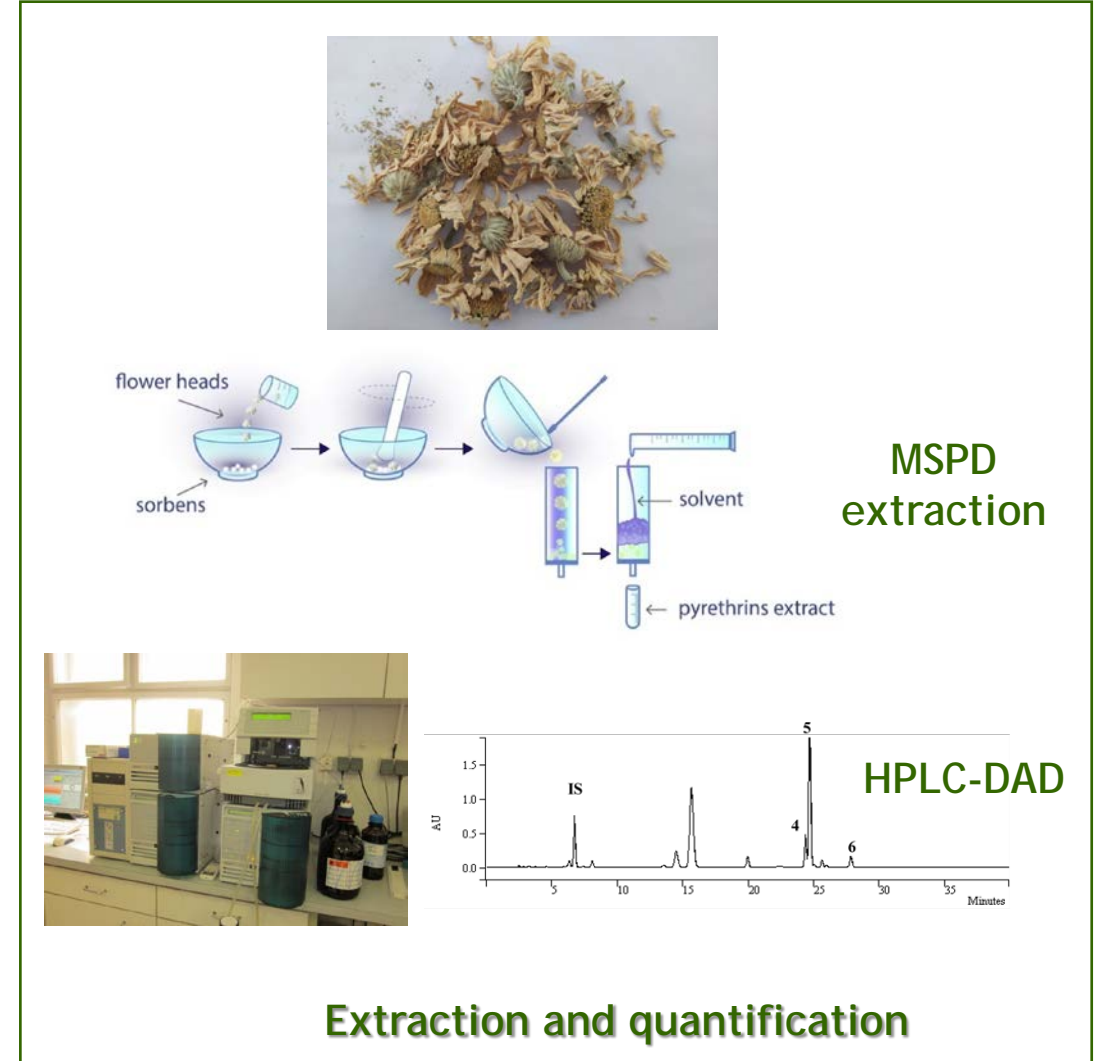 flower heads
sorbens
solvent
pyrethrins extract
MSPD
extraction
HPLC-DAD
5
1.5
IS
1.0
AU
4
0.5
6
0.0
5
10
15
20
25
30
35
Minutes
Extraction and quantification